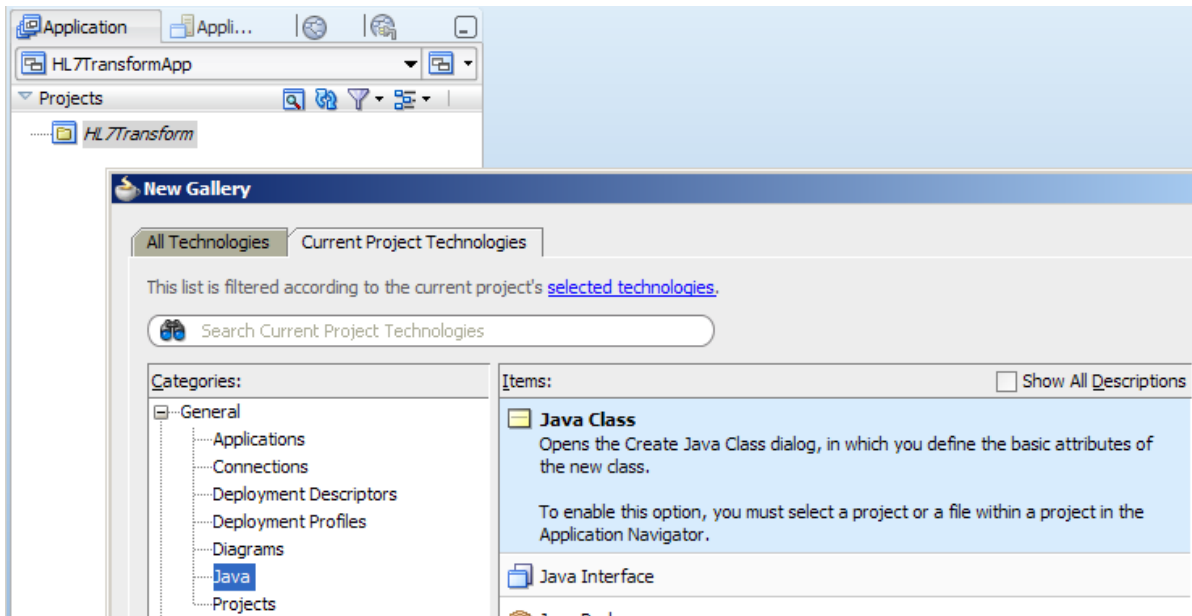 Application
Appli...
HL7TransformApp
Projects
HL7Transform
New Gallery
All Technologies
Current Project Technologies
This list is filtered according to the current project's selected technologies.
Search Current Project Technologies
Categories:
General
Applications
Connections
Deployment Descriptors
Deployment Profiles
Diagrams
Java
Projects
Items:
Show All Descriptions
Java Class
Opens the Create Java Class dialog, in which you define the basic attributes of
the new class.
To enable this option, you must select a project or a file within a project in the
Application Navigator.
Java Interface